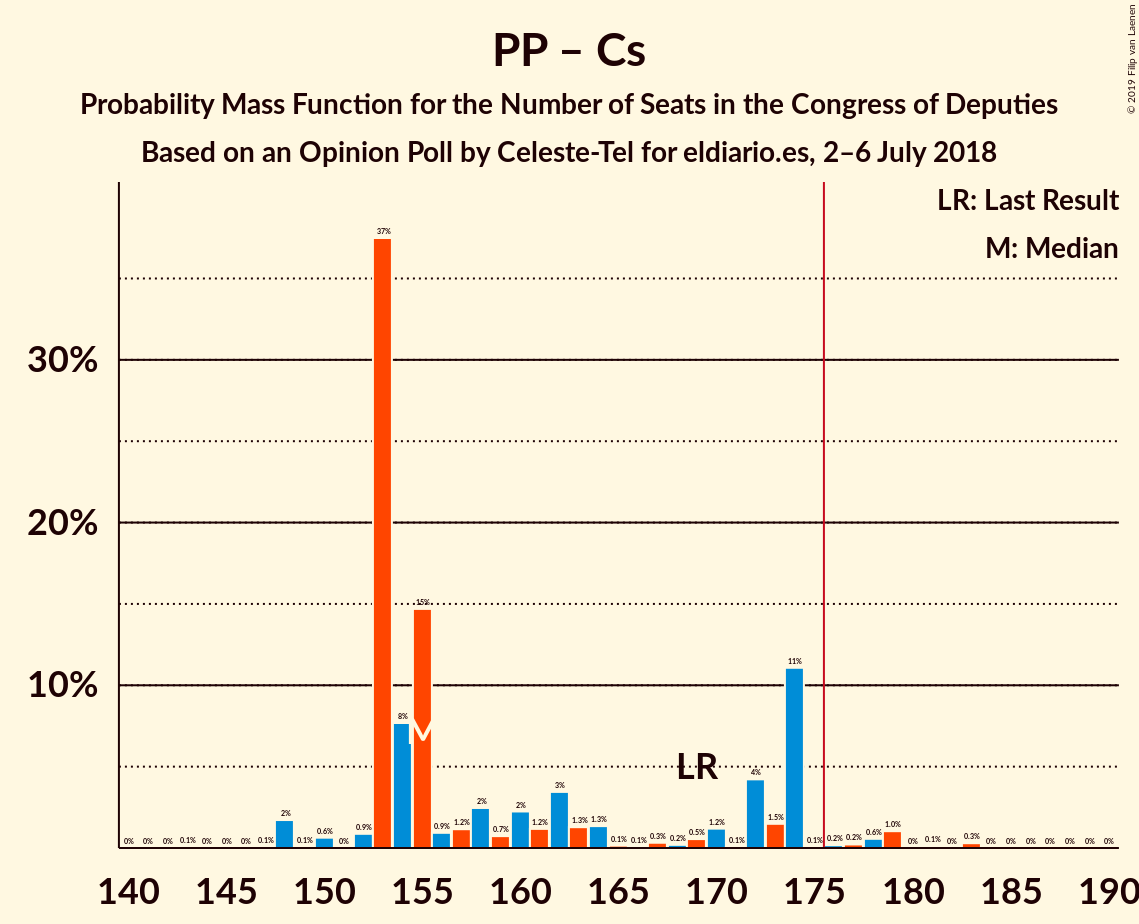 PP – Cs
Probability Mass Function for the Number of Seats in the Congress of Deputies
Based on an Opinion Poll by Celeste-Tel for eldiario.es, 2–6 July 2018
© 2019 Filip van Laenen
LR: Last Result
M: Median
30%
20%
10%
0% 0% 0% 0.1% 0% 0% 0% 0.1% 2% 0.1% 0.6% 0% 0.9% 37% 8% 15% 0.9% 1.2% 2% 0.7% 2% 1.2% 3% 1.3% 1.3% 0.1% 0.1% 0.3% 0.2% 0.5% 1.2% 0.1% 4% 1.5% 11% 0.1% 0.2% 0.2% 0.6% 1.0% 0% 0.1% 0% 0.3% 0% 0% 0% 0% 0% 0% 0%
M
LR
140 145 150 155 160 165 170 175 180 185 190